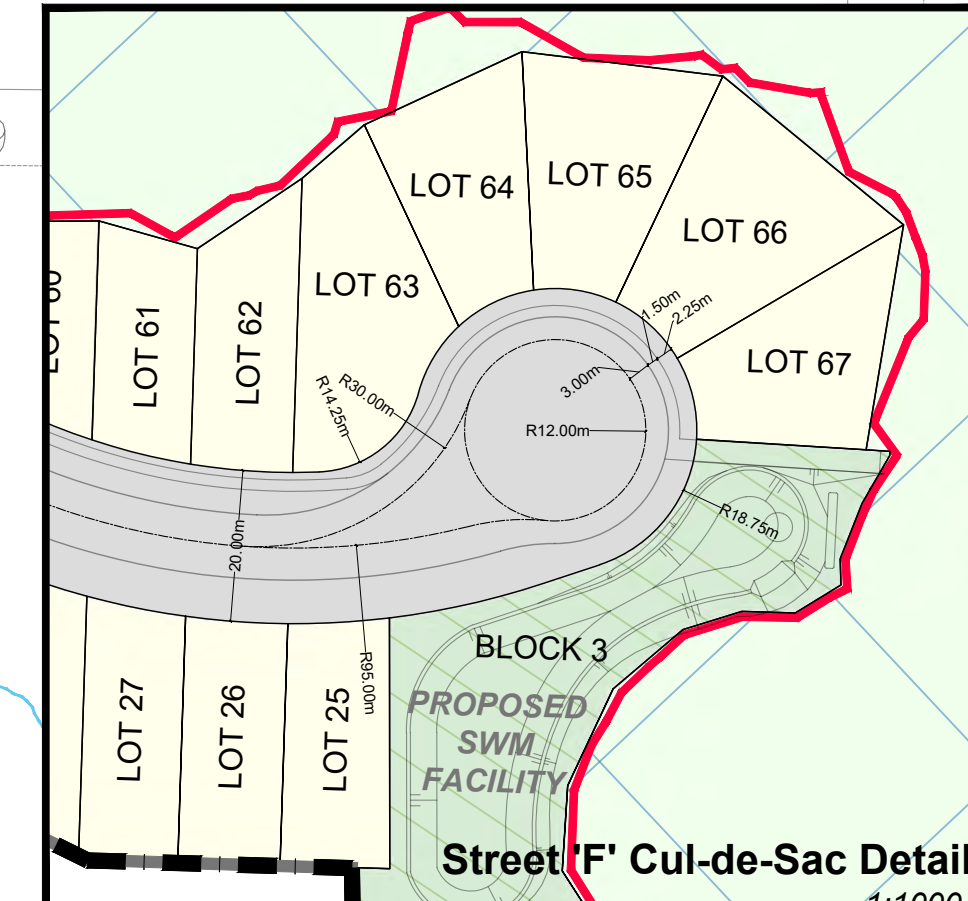 LOT 64
LOT 65
LOT 66
LOT 63
LOT 61
LOT 62
LOT 67
1.50m
2.25m
3.00m
R30.00m
R14.25m
R12.00m
R18.75m
20.00m
R95.00m
BLOCK 3
PROPOSED
SWM
FACILITY
LOT 27
LOT 26
LOT 25
Street 'F' Cul-de-Sac Detail